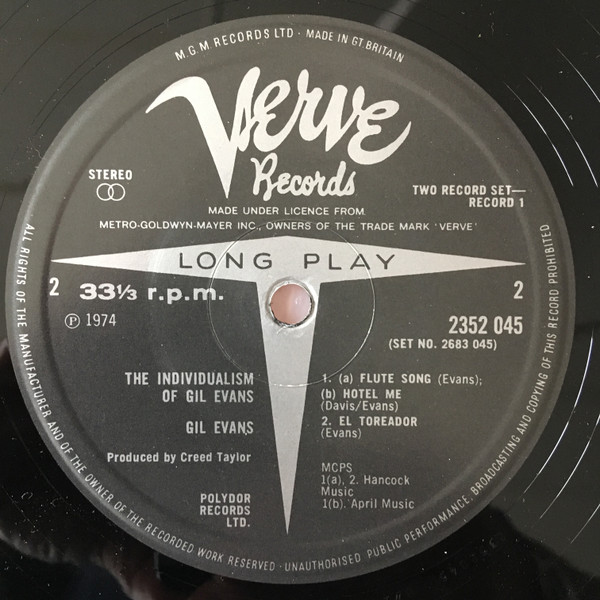 M.G.M. RECORDS LTD · MADE IN GT. BRITAIN
Verve
Records
STEREO
TWO RECORD SET—
RECORD 1
MADE UNDER LICENCE FROM
METRO-GOLDWYN-MAYER INC., OWNERS OF THE TRADE MARK 'VERVE'
LONG PLAY
2 33⅓ r.p.m. 2
Ⓟ 1974
2352 045
(SET NO. 2683 045)
THE INDIVIDUALISM
OF GIL EVANS
GIL EVANS
Produced by Creed Taylor
POLYDOR
RECORDS
LTD.
1. (a) FLUTE SONG (Evans);
(b) HOTEL ME
(Davis/Evans)
2. EL TOREADOR
(Evans)
MCPS
1(a), 2. Hancock
Music
1(b). April Music
ALL RIGHTS OF THE MANUFACTURER AND OF THE OWNER OF THE RECORDED WORK RESERVED · UNAUTHORISED PUBLIC PERFORMANCE, BROADCASTING AND COPYING OF THIS RECORD PROHIBITED